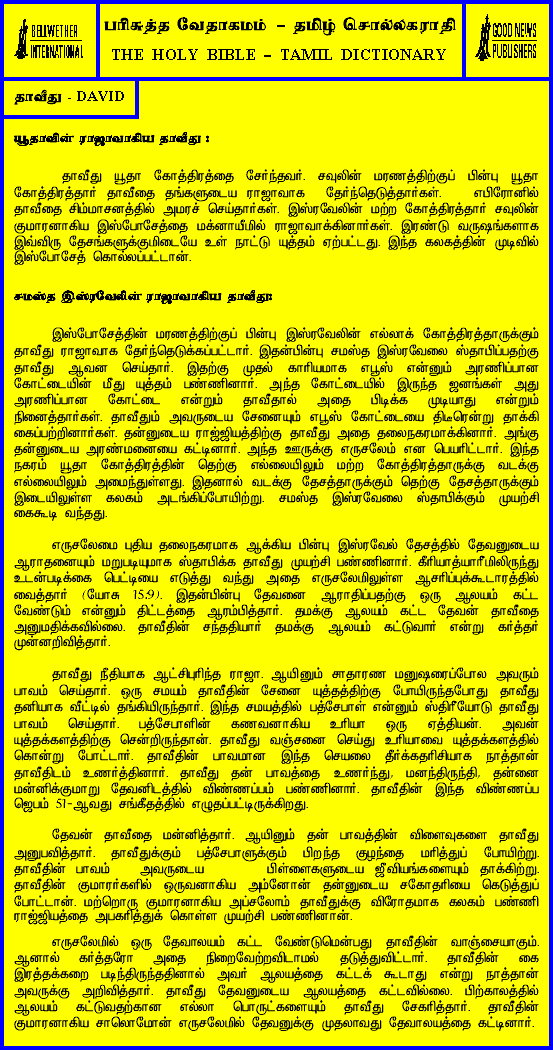 BELLWETHER
INTERNATIONAL
பரிசுத்த வேதாகமம் – தமிழ் சொல்லகராதி
THE HOLY BIBLE – TAMIL DICTIONARY
GOOD NEWS
PUBLISHERS
தாவீது - DAVID
யூதாவின் ராஜாவாகிய தாவீது :
தாவீது யூதா கோத்திரத்தை சேர்ந்தவர். சவுலின் மரணத்திற்குப் பின்பு யூதா
கோத்திரத்தார் தாவீதை தங்களுடைய ராஜாவாக தேர்ந்தெடுத்தார்கள். எபிரோனில்
தாவீதை சிம்மாசனத்தில் அமரச் செய்தார்கள். இஸ்ரவேலின் மற்ற கோத்திரத்தார் சவுலின்
குமாரனாகிய இஸ்போசேத்தை மக்னாயீமில் ராஜாவாக்கினார்கள். இரண்டு வருஷங்களாக
இவ்விரு தேசங்களுக்குமிடையே உள் நாட்டு யுத்தம் ஏற்பட்டது. இந்த கலகத்தின் முடிவில்
இஸ்போசேத் கொல்லப்பட்டான்.
சமஸ்த இஸ்ரவேலின் ராஜாவாகிய தாவீது:
இஸ்போசேத்தின் மரணத்திற்குப் பின்பு இஸ்ரவேலின் எல்லாக் கோத்திரத்தாருக்கும்
தாவீது ராஜாவாக தேர்ந்தெடுக்கப்பட்டார். இதன்பின்பு சமஸ்த இஸ்ரவேலை ஸ்தாபிப்பதற்கு
தாவீது ஆவன செய்தார். இதற்கு முதல் காரியமாக எபூஸ் என்னும் அரணிப்பான
கோட்டையின் மீது யுத்தம் பண்ணினார். அந்த கோட்டையில் இருந்த ஜனங்கள் அது
அரணிப்பான கோட்டை என்றும் தாவீதால் அதை பிடிக்க முடியாது என்றும்
நினைத்தார்கள். தாவீதும் அவருடைய சேனையும் எபூஸ் கோட்டையை திடீரென்று தாக்கி
கைப்பற்றினார்கள். தன்னுடைய ராஜ்ஜியத்திற்கு தாவீது அதை தலைநகரமாக்கினார். அங்கு
தன்னுடைய அரண்மனையை கட்டினார். அந்த ஊருக்கு எருசலேம் என பெயரிட்டார். இந்த
நகரம் யூதா கோத்திரத்தின் தெற்கு எல்லையிலும் மற்ற கோத்திரத்தாருக்கு வடக்கு
எல்லையிலும் அமைந்துள்ளது. இதனால் வடக்கு தேசத்தாருக்கும் தெற்கு தேசத்தாருக்கும்
இடையிலுள்ள கலகம் அடங்கிப்போயிற்று. சமஸ்த இஸ்ரவேலை ஸ்தாபிக்கும் முயற்சி
கைகூடி வந்தது.
எருசலேமை புதிய தலைநகரமாக ஆக்கிய பின்பு இஸ்ரவேல் தேசத்தில் தேவனுடைய
ஆராதனையும் மறுபடியுமாக ஸ்தாபிக்க தாவீது முயற்சி பண்ணினார். கீரியாத்யாரீமிலிருந்து
உடன்படிக்கை பெட்டியை எடுத்து வந்து அதை எருசலேமிலுள்ள ஆசரிப்புக்கூடாரத்தில்
வைத்தார் (யோசு 15:9). இதன்பின்பு தேவனை ஆராதிப்பதற்கு ஒரு ஆலயம் கட்ட
வேண்டும் என்னும் திட்டத்தை ஆரம்பித்தார். தமக்கு ஆலயம் கட்ட தேவன் தாவீதை
அனுமதிக்கவில்லை. தாவீதின் சந்ததியார் தமக்கு ஆலயம் கட்டுவார் என்று கர்த்தர்
முன்னறிவித்தார்.
தாவீது நீதியாக ஆட்சிபுரிந்த ராஜா. ஆயினும் சாதாரண மனுஷரைப்போல அவரும்
பாவம் செய்தார். ஒரு சமயம் தாவீதின் சேனை யுத்தத்திற்கு போயிருந்தபோது தாவீது
தனியாக வீட்டில் தங்கியிருந்தார். இந்த சமயத்தில் பத்சேபாள் என்னும் ஸ்திரீயோடு தாவீது
பாவம் செய்தார். பத்சேபாளின் கணவனாகிய உரியா ஒரு ஏத்தியன். அவன்
யுத்தக்களத்திற்கு சென்றிருந்தான். தாவீது வஞ்சனை செய்து உரியாவை யுத்தக்களத்தில்
கொன்று போட்டார். தாவீதின் பாவமான இந்த செயலை தீர்க்கதரிசியாக நாத்தான்
தாவீதிடம் உணர்த்தினார். தாவீது தன் பாவத்தை உணர்ந்து, மனந்திருந்தி, தன்னை
மன்னிக்குமாறு தேவனிடத்தில் விண்ணப்பம் பண்ணினார். தாவீதின் இந்த விண்ணப்ப
ஜெபம் 51-ஆவது சங்கீதத்தில் எழுதப்பட்டிருக்கிறது.
தேவன் தாவீதை மன்னித்தார். ஆயினும் தன் பாவத்தின் விளைவுகளை தாவீது
அனுபவித்தார். தாவீதுக்கும் பத்சேபாளுக்கும் பிறந்த குழந்தை மரித்துப் போயிற்று.
தாவீதின் பாவம் அவருடைய பிள்ளைகளுடைய ஜீவியங்களையும் தாக்கிற்று.
தாவீதின் குமாரர்களில் ஒருவனாகிய அம்னோன் தன்னுடைய சகோதரியை கெடுத்துப்
போட்டான். மற்றொரு குமாரனாகிய அப்சலோம் தாவீதுக்கு விரோதமாக கலகம் பண்ணி
ராஜ்ஜியத்தை அபகரித்துக் கொள்ள முயற்சி பண்ணினான்.
எருசலேமில் ஒரு தேவாலயம் கட்ட வேண்டுமென்பது தாவீதின் வாஞ்சையாகும்.
ஆனால் கர்த்தரோ அதை நிறைவேற்றவிடாமல் தடுத்துவிட்டார். தாவீதின் கை
இரத்தக்கறை படிந்திருந்ததினால் அவர் ஆலயத்தை கட்டக் கூடாது என்று நாத்தான்
அவருக்கு அறிவித்தார். தாவீது தேவனுடைய ஆலயத்தை கட்டவில்லை. பிற்காலத்தில்
ஆலயம் கட்டுவதற்கான எல்லா பொருட்களையும் தாவீது சேகரித்தார். தாவீதின்
குமாரனாகிய சாலொமோன் எருசலேமில் தேவனுக்கு முதலாவது தேவாலயத்தை கட்டினார்.